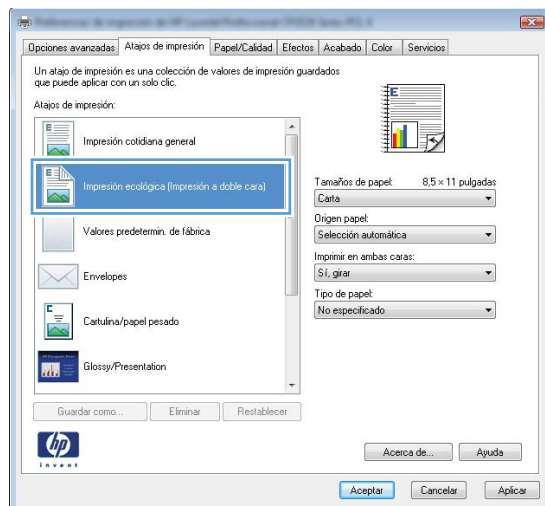 Opciones avanzadas Atajos de impresión Papel/Calidad Efectos Acabado Color Servicios
Un atajo de impresión es una colección de valores de impresión guardados
que puede aplicar con un solo clic.
Atajos de impresión:
Impresión cotidiana general
Impresión ecológica (Impresión a doble cara)
Valores predetermin. de fábrica
Envelopes
Cartulina/papel pesado
Glossy/Presentation
Tamaños de papel: 8,5 × 11 pulgadas
Carta
Origen papel:
Selección automática
Imprimir en ambas caras:
Sí, girar
Tipo de papel:
No especificado
Guardar como... Eliminar Restablecer
hp
invent
Acerca de... Ayuda
Aceptar Cancelar Aplicar